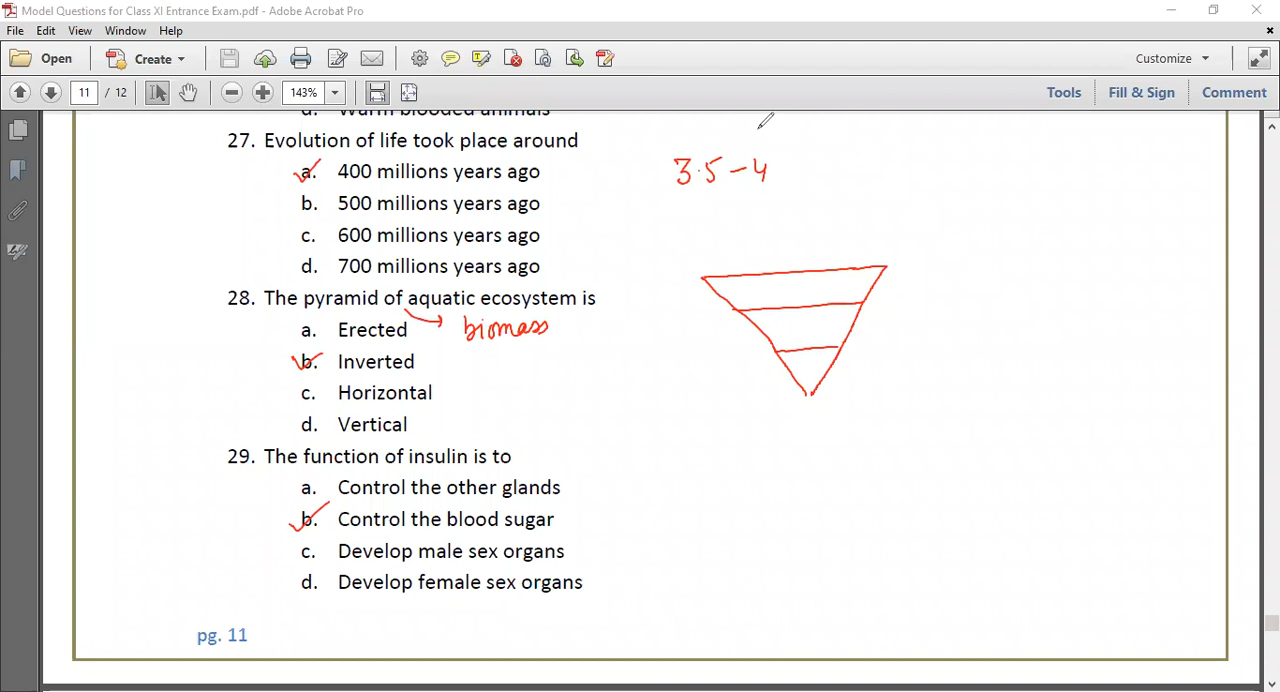 Model Questions for Class XI Entrance Exam.pdf - Adobe Acrobat Pro
File Edit View Window Help
Open Create Customize
11 / 12 143% Tools Fill & Sign Comment
d. Warm blooded animals
27. Evolution of life took place around
a. 400 millions years ago 3.5-4
b. 500 millions years ago
c. 600 millions years ago
d. 700 millions years ago
28. The pyramid of aquatic ecosystem is
a. Erected biomass
b. Inverted
c. Horizontal
d. Vertical
29. The function of insulin is to
a. Control the other glands
b. Control the blood sugar
c. Develop male sex organs
d. Develop female sex organs
pg. 11